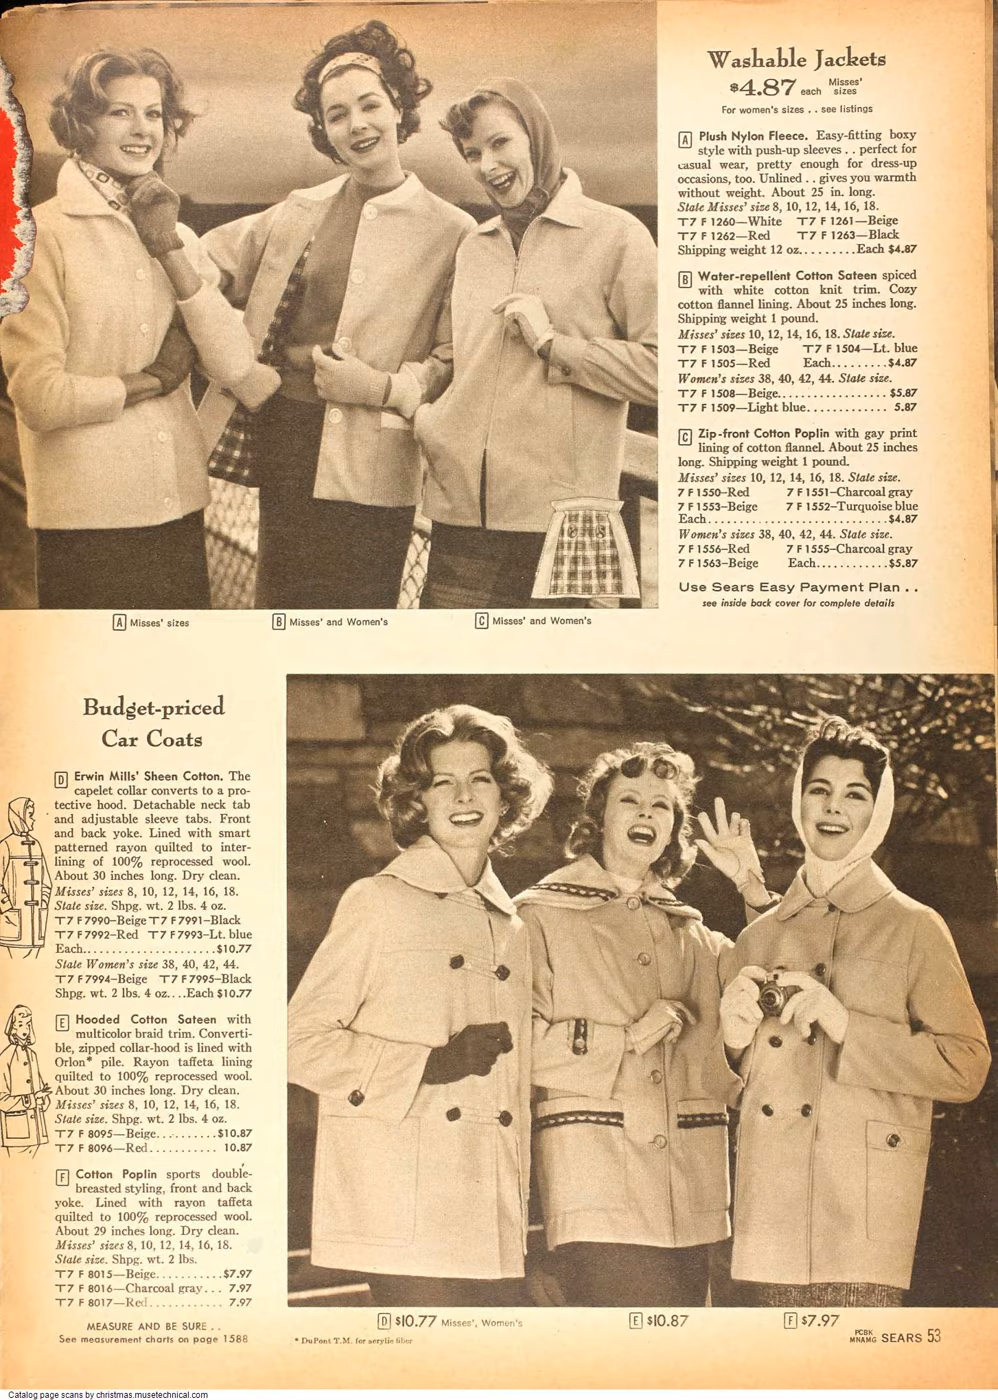 Washable Jackets
$4.87 each Misses' sizes
For women's sizes . . see listings
A Plush Nylon Fleece. Easy-fitting boxy
style with push-up sleeves . . perfect for
casual wear, pretty enough for dress-up
occasions, too. Unlined . . gives you warmth
without weight. About 25 in. long.
State Misses' size 8, 10, 12, 14, 16, 18.
T7 F 1260—White T7 F 1261—Beige
T7 F 1262—Red T7 F 1263—Black
Shipping weight 12 oz.........Each $4.87
B Water-repellent Cotton Sateen spiced
with white cotton knit trim. Cozy
cotton flannel lining. About 25 inches long.
Shipping weight 1 pound.
Misses' sizes 10, 12, 14, 16, 18. State size.
T7 F 1503—Beige T7 F 1504—Lt. blue
T7 F 1505—Red Each.........$4.87
Women's sizes 38, 40, 42, 44. State size.
T7 F 1508—Beige................. $5.87
T7 F 1509—Light blue............ 5.87
C Zip-front Cotton Poplin with gay print
lining of cotton flannel. About 25 inches
long. Shipping weight 1 pound.
Misses' sizes 10, 12, 14, 16, 18. State size.
7 F 1550–Red 7 F 1551–Charcoal gray
7 F 1553–Beige 7 F 1552–Turquoise blue
Each............................$4.87
Women's sizes 38, 40, 42, 44. State size.
7 F 1556–Red 7 F 1555–Charcoal gray
7 F 1563–Beige Each...........$5.87
Use Sears Easy Payment Plan . .
see inside back cover for complete details
A Misses' sizes
B Misses' and Women's
C Misses' and Women's
Budget-priced
Car Coats
D Erwin Mills' Sheen Cotton. The
capelet collar converts to a pro-
tective hood. Detachable neck tab
and adjustable sleeve tabs. Front
and back yoke. Lined with smart
patterned rayon quilted to inter-
lining of 100% reprocessed wool.
About 30 inches long. Dry clean.
Misses' sizes 8, 10, 12, 14, 16, 18.
State size. Shpg. wt. 2 lbs. 4 oz.
T7 F 7990–Beige T7 F 7991–Black
T7 F 7992–Red T7 F 7993–Lt. blue
Each.....................$10.77
State Women's size 38, 40, 42, 44.
T7 F 7994–Beige T7 F 7995–Black
Shpg. wt. 2 lbs. 4 oz....Each $10.77
E Hooded Cotton Sateen with
multicolor braid trim. Converti-
ble, zipped collar-hood is lined with
Orlon* pile. Rayon taffeta lining
quilted to 100% reprocessed wool.
About 30 inches long. Dry clean.
Misses' sizes 8, 10, 12, 14, 16, 18.
State size. Shpg. wt. 2 lbs. 4 oz.
T7 F 8095—Beige..........$10.87
T7 F 8096—Red........... 10.87
F Cotton Poplin sports double-
breasted styling, front and back
yoke. Lined with rayon taffeta
quilted to 100% reprocessed wool.
About 29 inches long. Dry clean.
Misses' sizes 8, 10, 12, 14, 16, 18.
State size. Shpg. wt. 2 lbs.
T7 F 8015—Beige...........$7.97
T7 F 8016—Charcoal gray... 7.97
T7 F 8017—Red............ 7.97
MEASURE AND BE SURE . .
See measurement charts on page 1588
D $10.77 Misses', Women's
E $10.87
F $7.97
* DuPont T.M. for acrylic fiber
PCBK
MNAMG SEARS 53
Catalog page scans by christmas.musetechnical.com